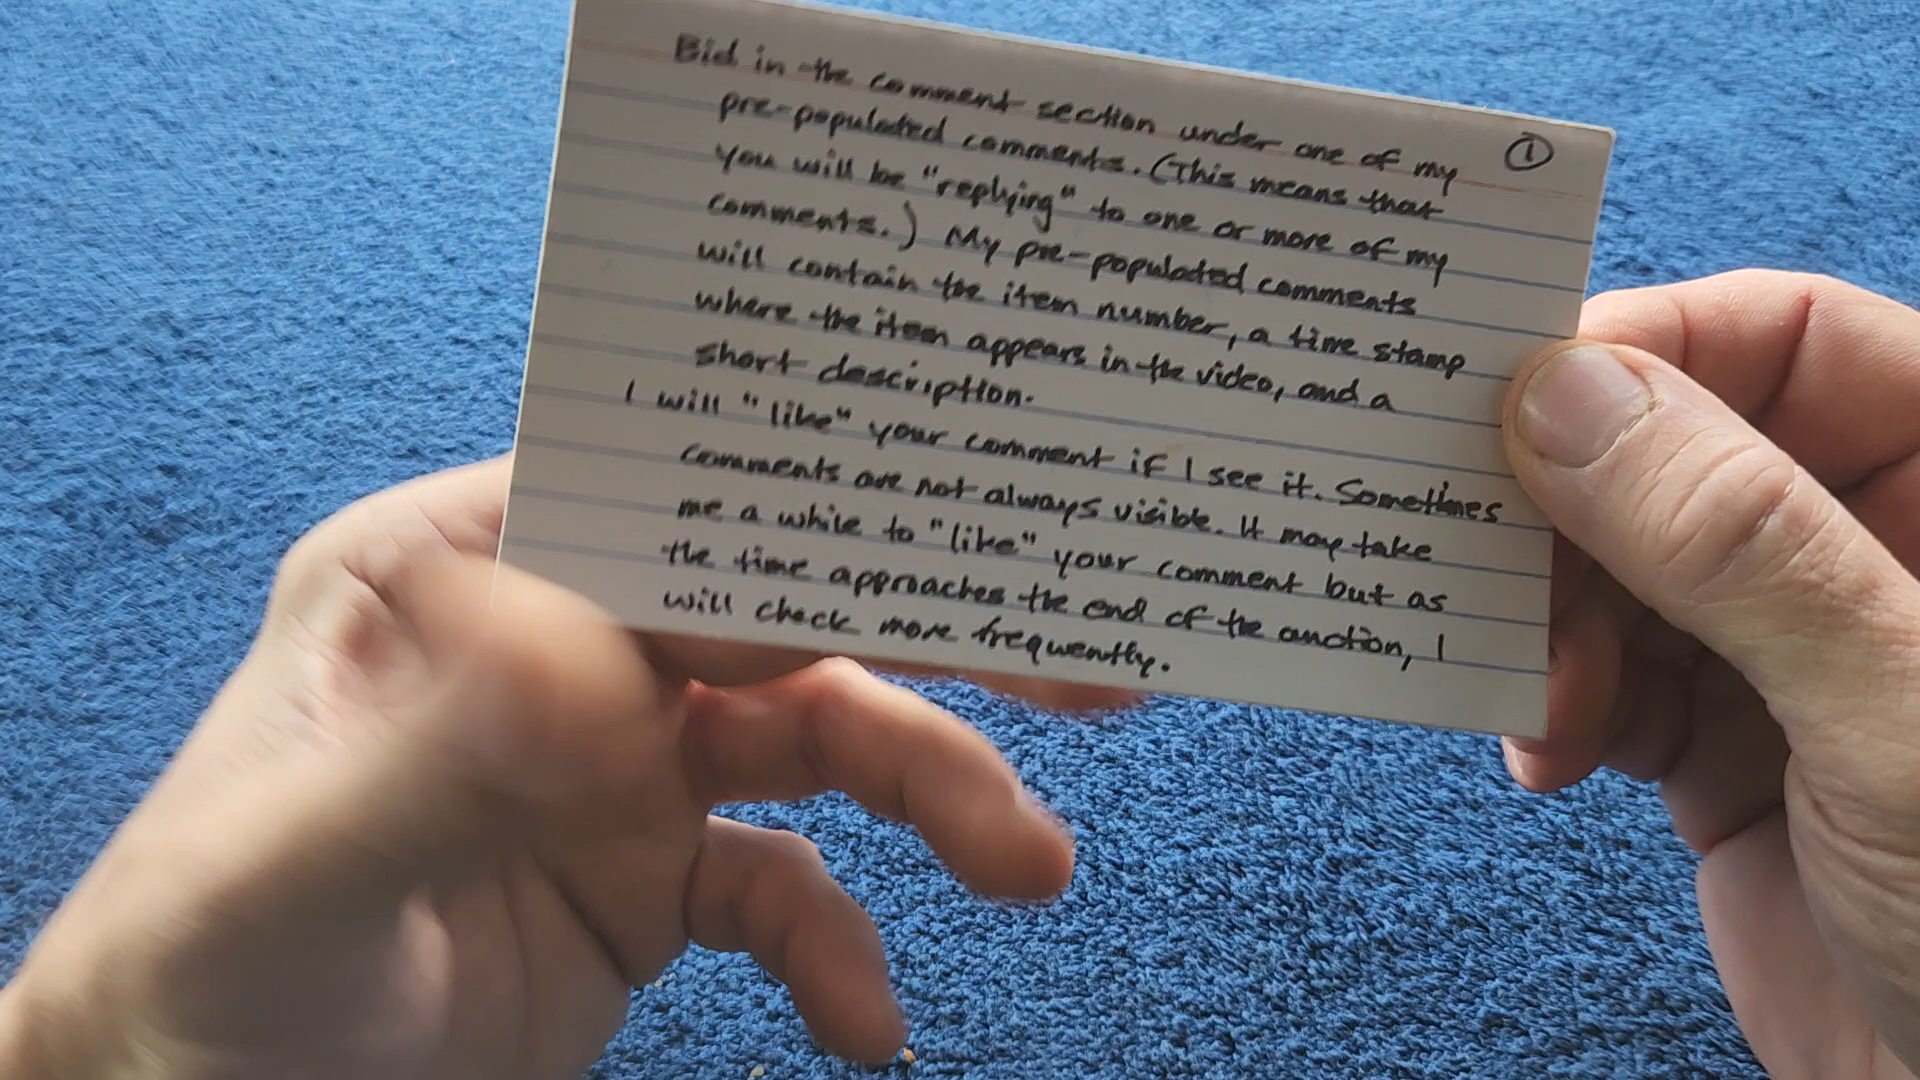 ①
Bid in the comment section under one of my
pre-populated comments. (This means that
you will be "replying" to one or more of my
comments.) My pre-populated comments
will contain the item number, a time stamp
where the item appears in the video, and a
short description.
I will "like" your comment if I see it. Sometimes
comments are not always visible. It may take
me a while to "like" your comment but as
the time approaches the end of the auction, I
will check more frequently.